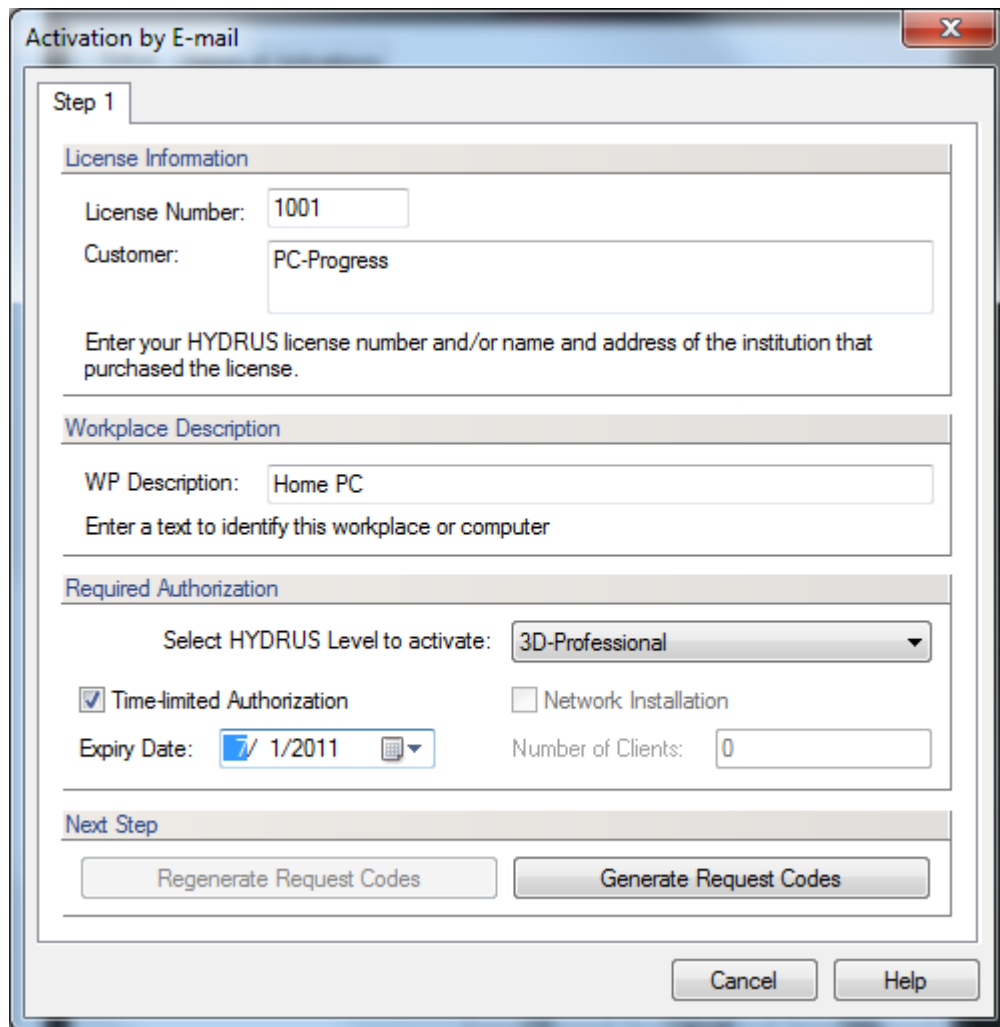 Activation by E-mail
Step 1
License Information
License Number: 1001
Customer: PC-Progress
Enter your HYDRUS license number and/or name and address of the institution that
purchased the license.
Workplace Description
WP Description: Home PC
Enter a text to identify this workplace or computer
Required Authorization
Select HYDRUS Level to activate: 3D-Professional
Time-limited Authorization Network Installation
Expiry Date: 7/ 1/2011 Number of Clients: 0
Next Step
Regenerate Request Codes Generate Request Codes
Cancel Help